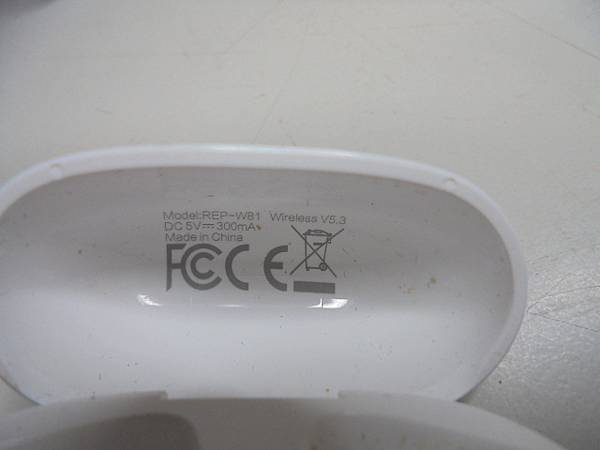 Model:REP-W81 Wireless V5.3
DC 5V⎓300mA
Made in China
FC CE